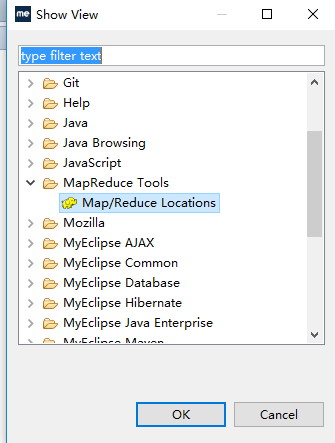 me Show View
type filter text
Git
Help
Java
Java Browsing
JavaScript
MapReduce Tools
Map/Reduce Locations
Mozilla
MyEclipse AJAX
MyEclipse Common
MyEclipse Database
MyEclipse Hibernate
MyEclipse Java Enterprise
MyEclipse Maven
OK Cancel